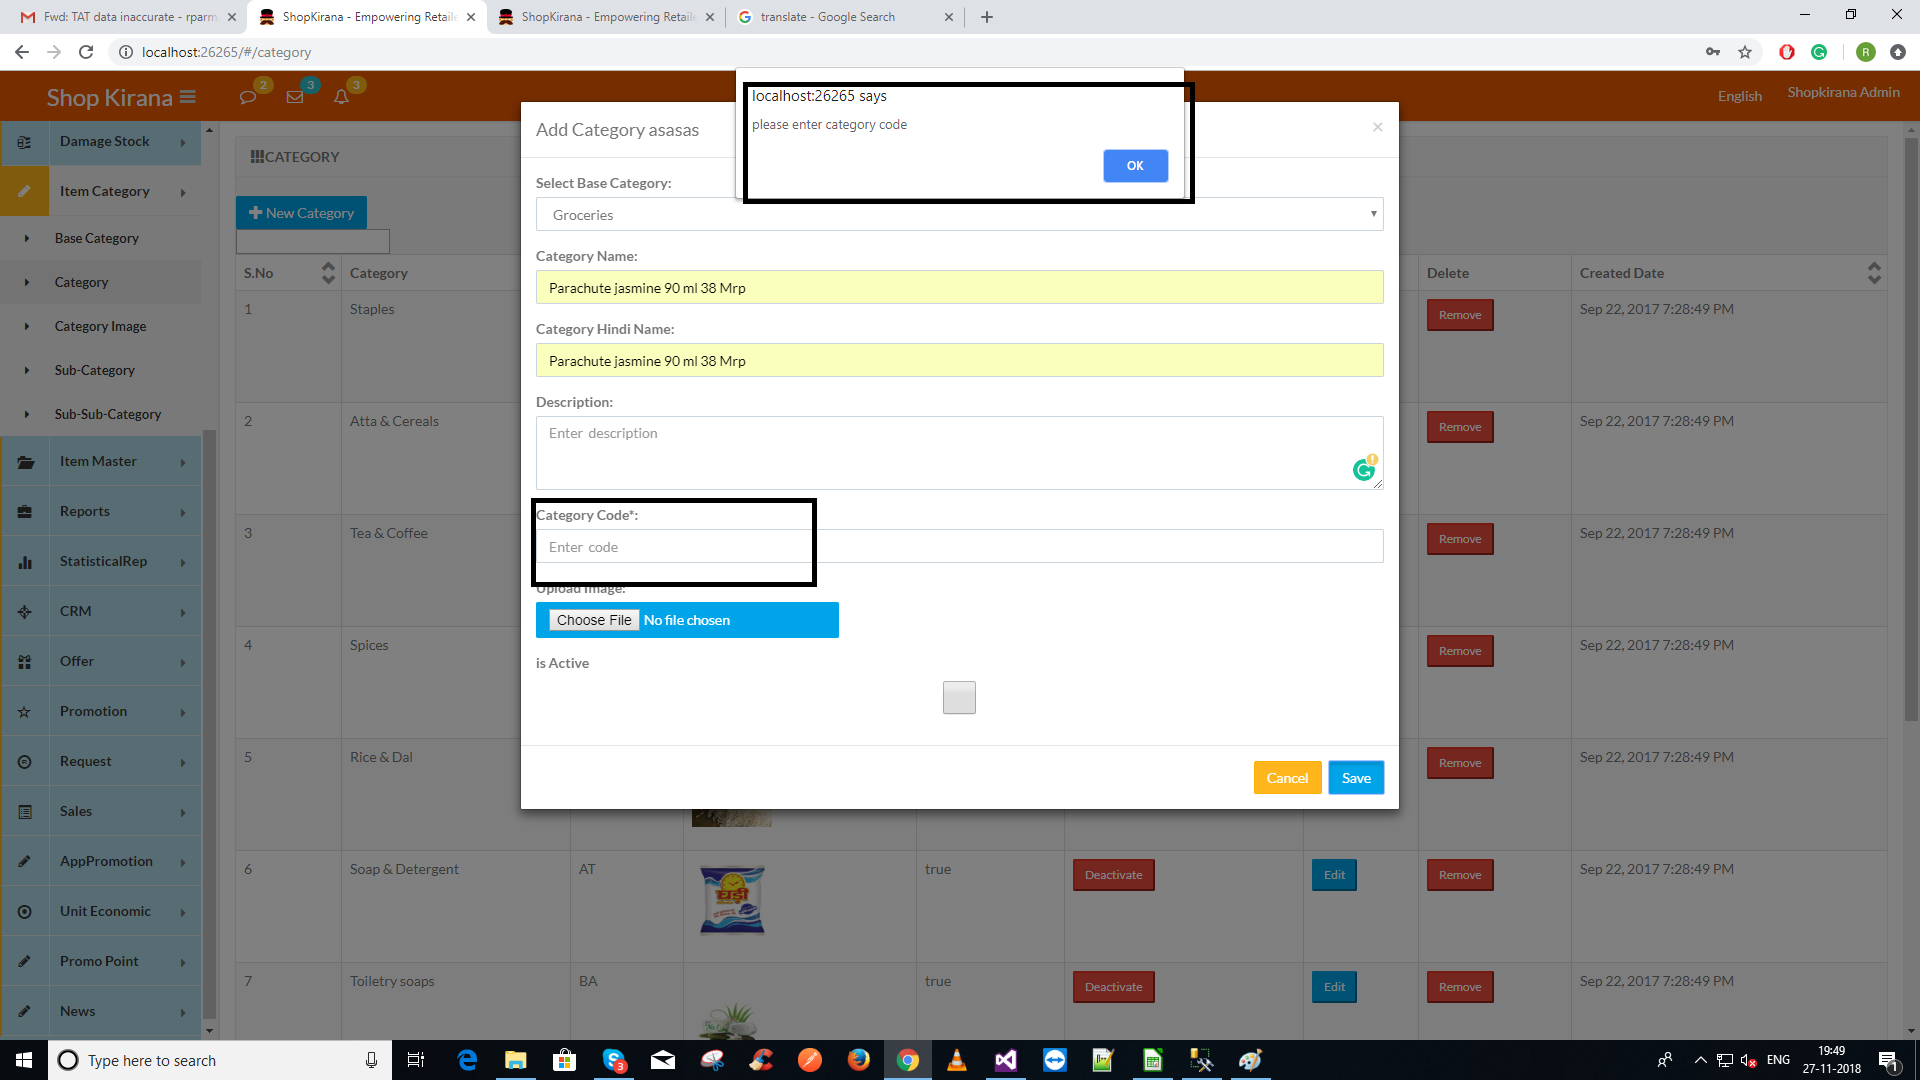 Fwd: TAT data inaccurate - rparm
ShopKirana - Empowering Retaile
ShopKirana - Empowering Retaile
translate - Google Search
localhost:26265/#/category
R
Shop Kirana
2
3
3
English
Shopkirana Admin
localhost:26265 says
please enter category code
OK
Damage Stock
Item Category
Base Category
Category
Category Image
Sub-Category
Sub-Sub-Category
Item Master
Reports
StatisticalRep
CRM
Offer
Promotion
Request
Sales
AppPromotion
Unit Economic
Promo Point
News
CATEGORY
New Category
S.No
Category
Delete
Created Date
1
Staples
Remove
Sep 22, 2017 7:28:49 PM
2
Atta & Cereals
Remove
Sep 22, 2017 7:28:49 PM
3
Tea & Coffee
Remove
Sep 22, 2017 7:28:49 PM
4
Spices
Remove
Sep 22, 2017 7:28:49 PM
5
Rice & Dal
Remove
Sep 22, 2017 7:28:49 PM
6
Soap & Detergent
AT
घड़ी
true
Deactivate
Edit
Remove
Sep 22, 2017 7:28:49 PM
7
Toiletry soaps
BA
true
Deactivate
Edit
Remove
Sep 22, 2017 7:28:49 PM
Add Category asasas
Select Base Category:
Groceries
Category Name:
Parachute jasmine 90 ml 38 Mrp
Category Hindi Name:
Parachute jasmine 90 ml 38 Mrp
Description:
Enter description
Category Code*:
Enter code
Upload Image:
Choose File No file chosen
is Active
Cancel
Save
Type here to search
3
ENG
19:49
27-11-2018
1